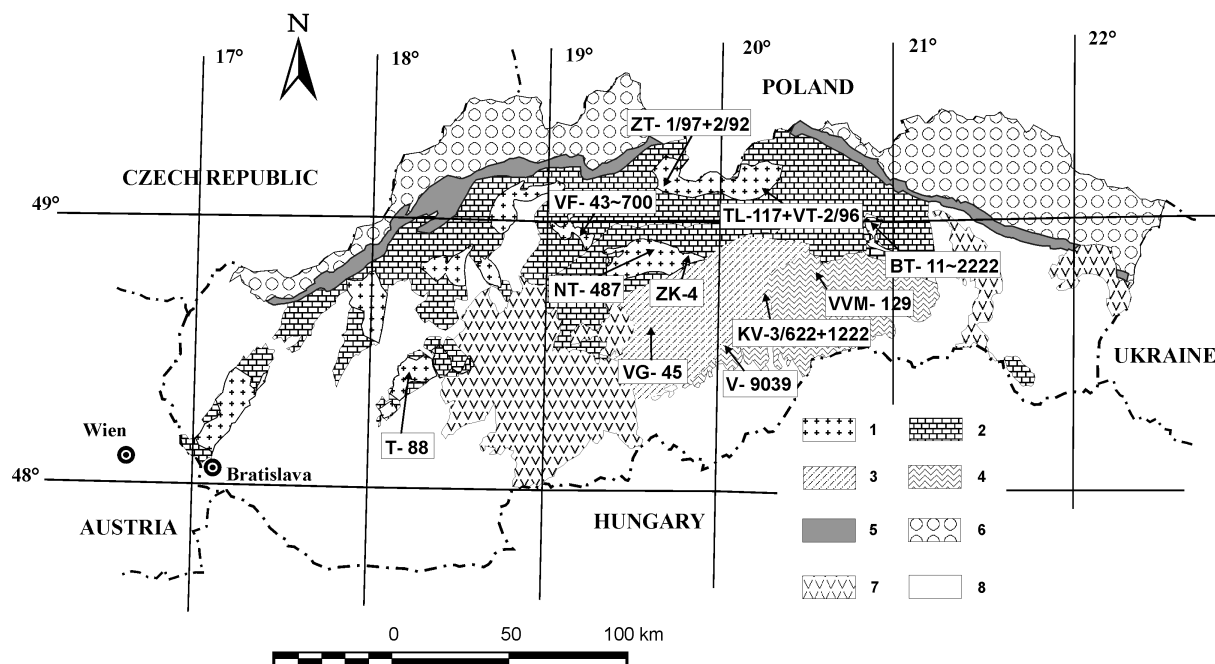 N
17°
18°
19°
20°
21°
22°
POLAND
ZT- 1/97+2/92
CZECH REPUBLIC
49°
VF- 43~700
TL-117+VT-2/96
BT- 11~2222
NT- 487
ZK-4
VVM- 129
KV-3/622+1222
UKRAINE
VG- 45
V- 9039
T- 88
Wien
Bratislava
48°
AUSTRIA
HUNGARY
1
2
3
4
5
6
7
8
0
50
100 km